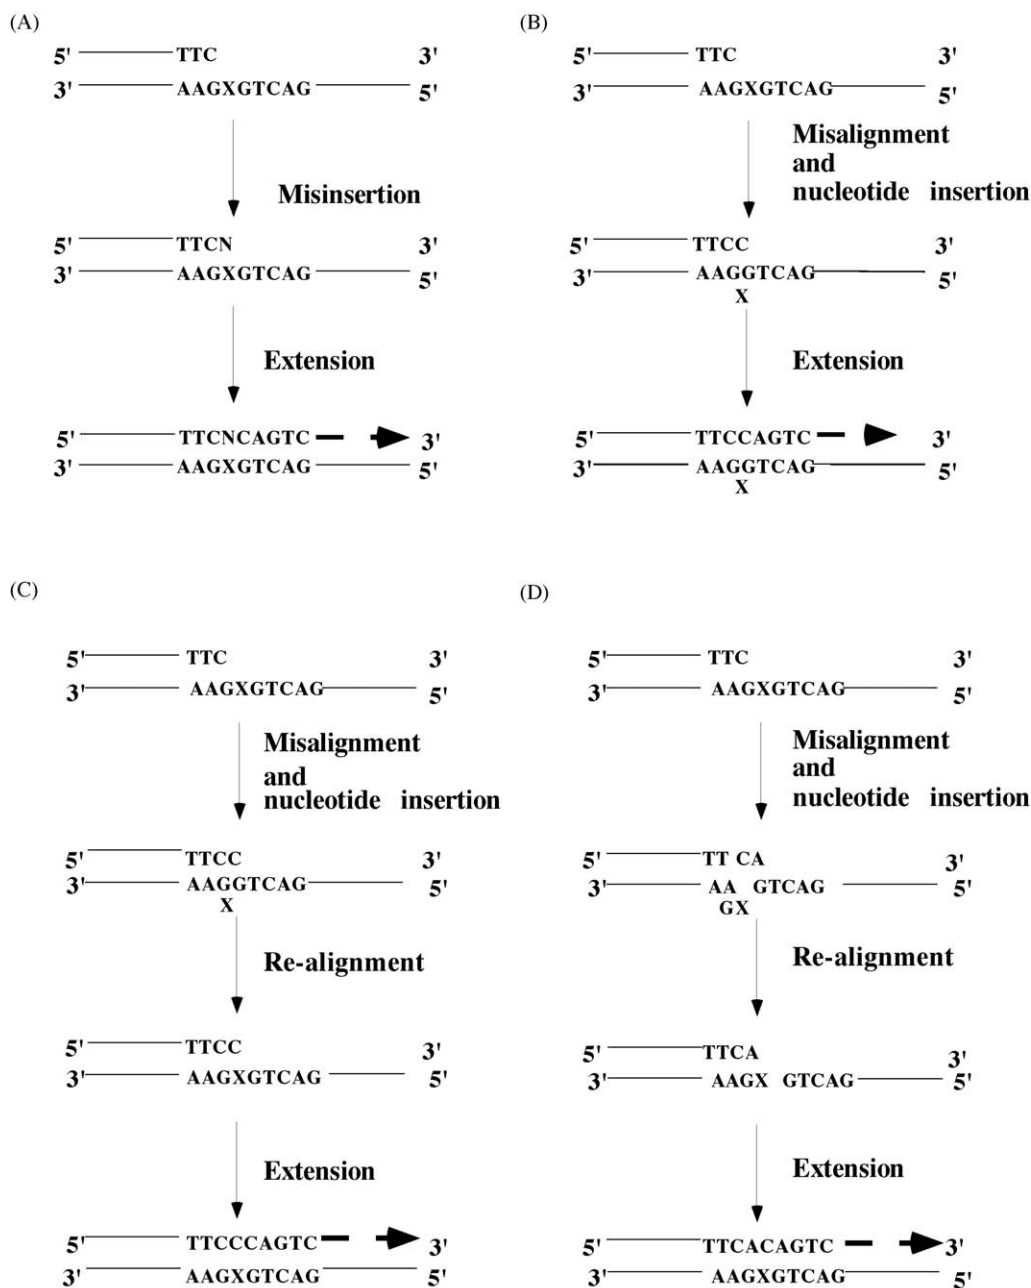 (A)
5' TTC 3'
3' AAGXGTCAG 5'
Misinsertion
5' TTCN 3'
3' AAGXGTCAG 5'
Extension
5' TTCNCAGTC 3'
3' AAGXGTCAG 5'
(B)
5' TTC 3'
3' AAGXGTCAG 5'
Misalignment
and
nucleotide insertion
5' TTCC 3'
3' AAGGTCAG 5'
X
Extension
5' TTCCAGTC 3'
3' AAGGTCAG 5'
X
(C)
5' TTC 3'
3' AAGXGTCAG 5'
Misalignment
and
nucleotide insertion
5' TTCC 3'
3' AAGGTCAG 5'
X
Re-alignment
5' TTCC 3'
3' AAGXGTCAG 5'
Extension
5' TTCCCAGTC 3'
3' AAGXGTCAG 5'
(D)
5' TTC 3'
3' AAGXGTCAG 5'
Misalignment
and
nucleotide insertion
5' TT CA 3'
3' AA GTCAG 5'
GX
Re-alignment
5' TTCA 3'
3' AAGX GTCAG 5'
Extension
5' TTCACAGTC 3'
3' AAGXGTCAG 5'